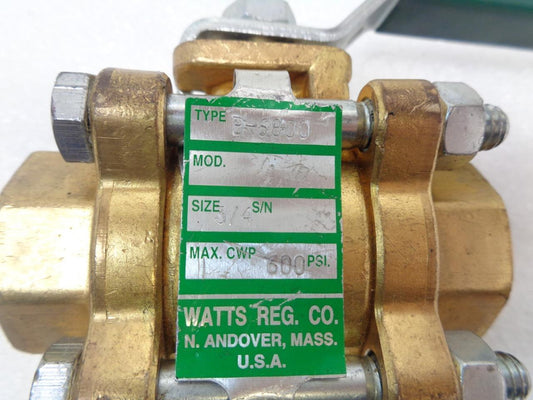 TYPE B-6800
MOD.
SIZE 3/4 S/N
MAX. CWP 600 PSI.
WATTS REG. CO.
N. ANDOVER, MASS.
U.S.A.